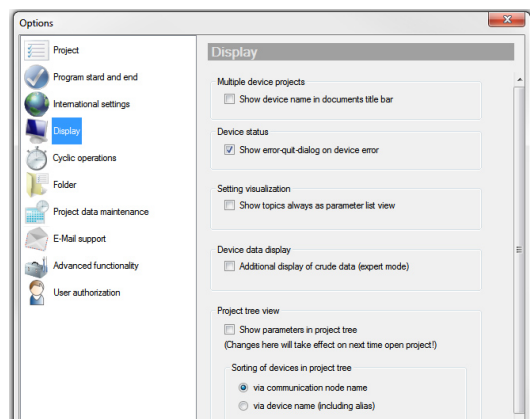 Options
Project
Program stard and end
International settings
Display
Cyclic operations
Folder
Project data maintenance
E-Mail support
Advanced functionality
User authorization
Display
Multiple device projects
Show device name in documents title bar
Device status
Show error-quit-dialog on device error
Setting visualization
Show topics always as parameter list view
Device data display
Additional display of crude data (expert mode)
Project tree view
Show parameters in project tree
(Changes here will take effect on next time open project!)
Sorting of devices in project tree
via communication node name
via device name (including alias)